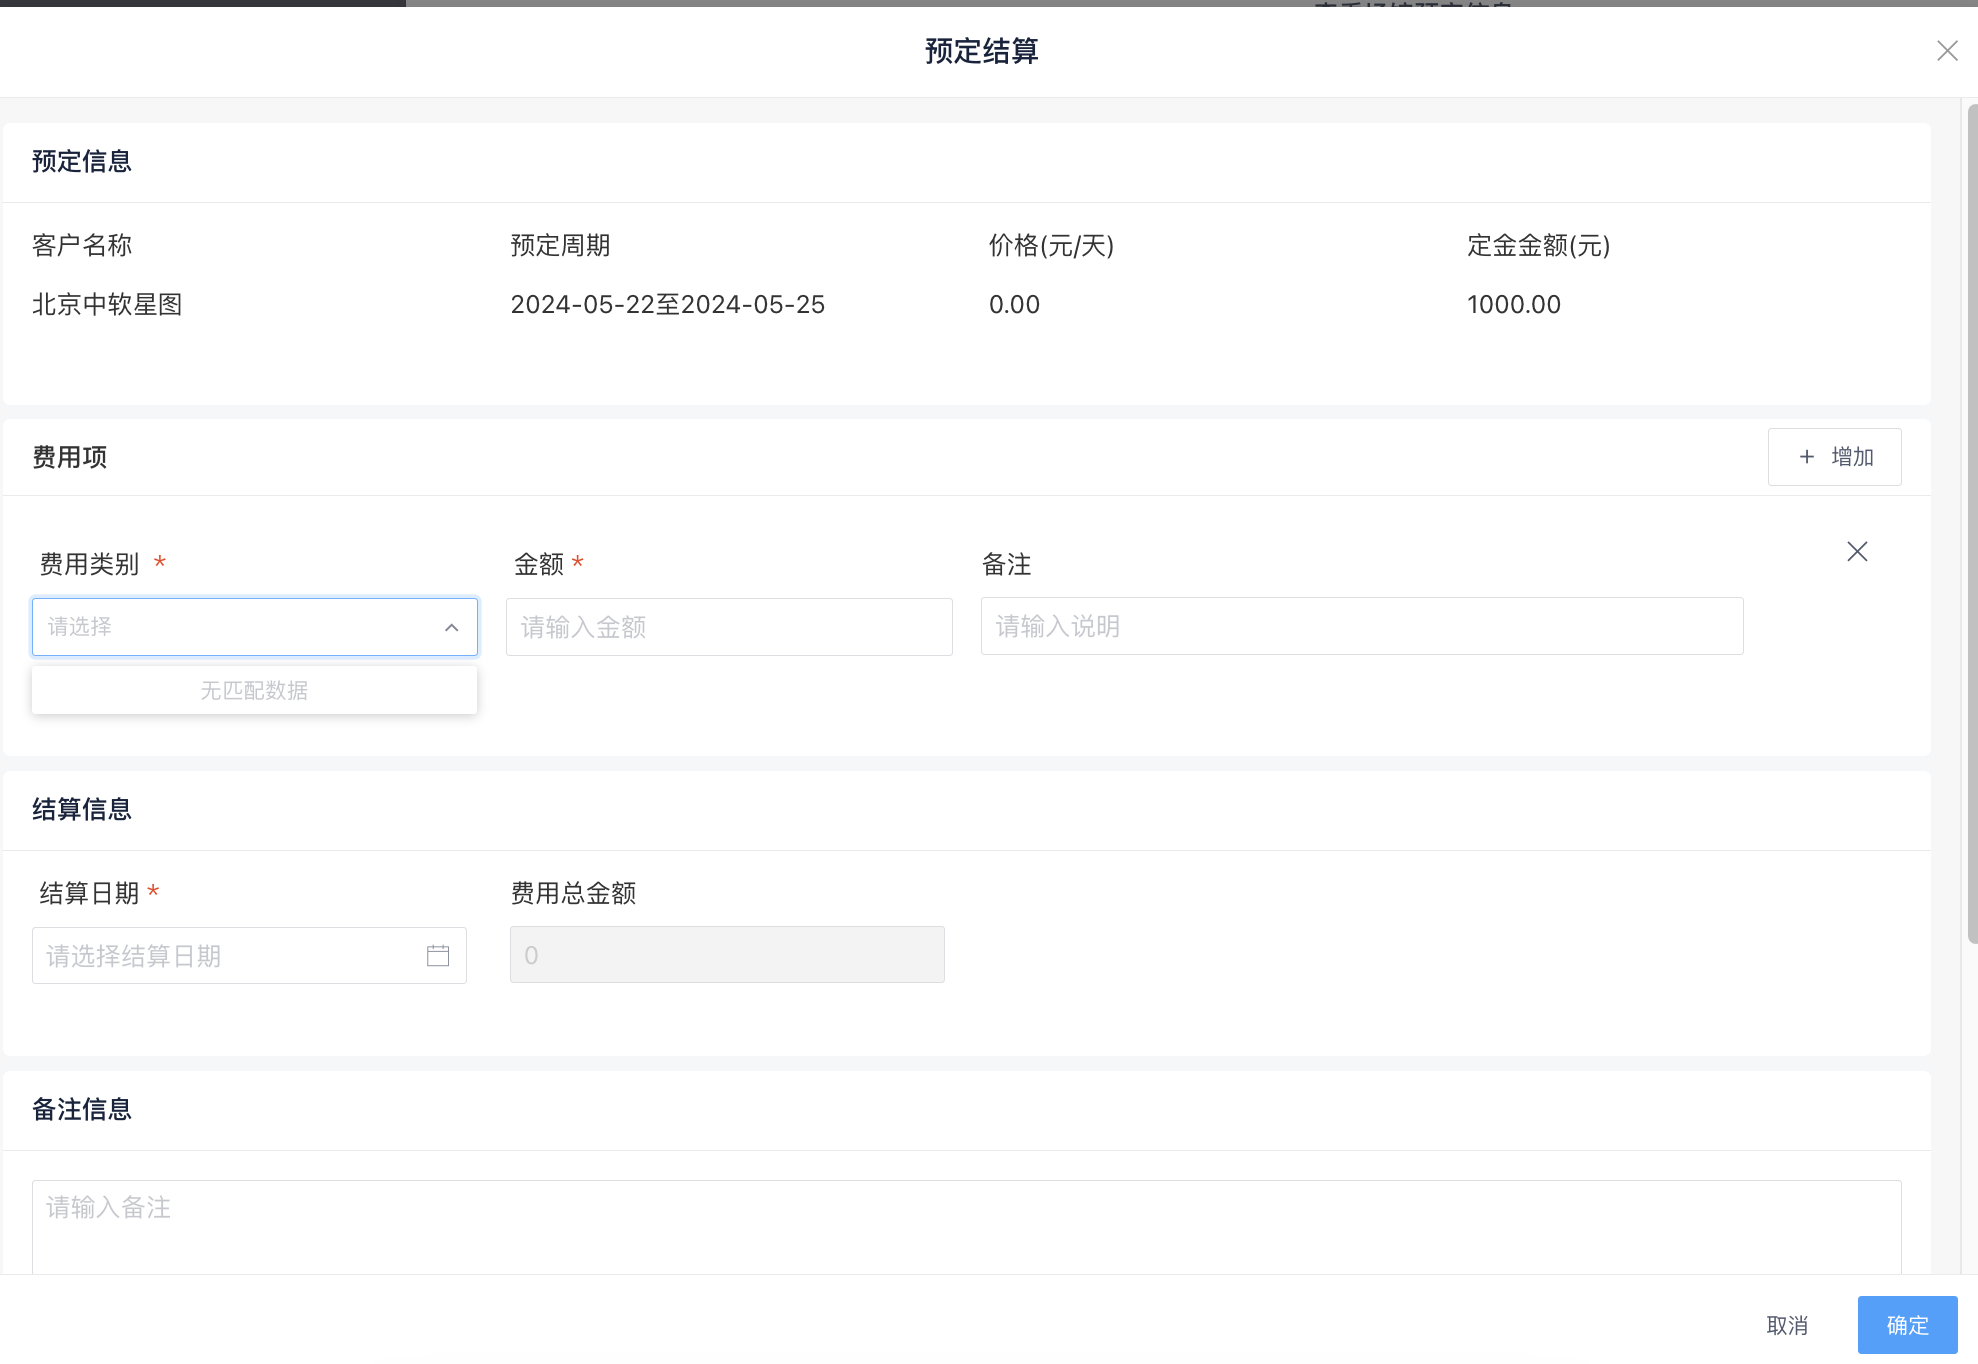 预定结算
预定信息
客户名称 预定周期 价格(元/天) 定金金额(元)
北京中软星图 2024-05-22至2024-05-25 0.00 1000.00
费用项 + 增加
费用类别 * 金额 * 备注
请选择 请输入金额 请输入说明
无匹配数据
结算信息
结算日期 * 费用总金额
请选择结算日期 0
备注信息
请输入备注
取消 确定